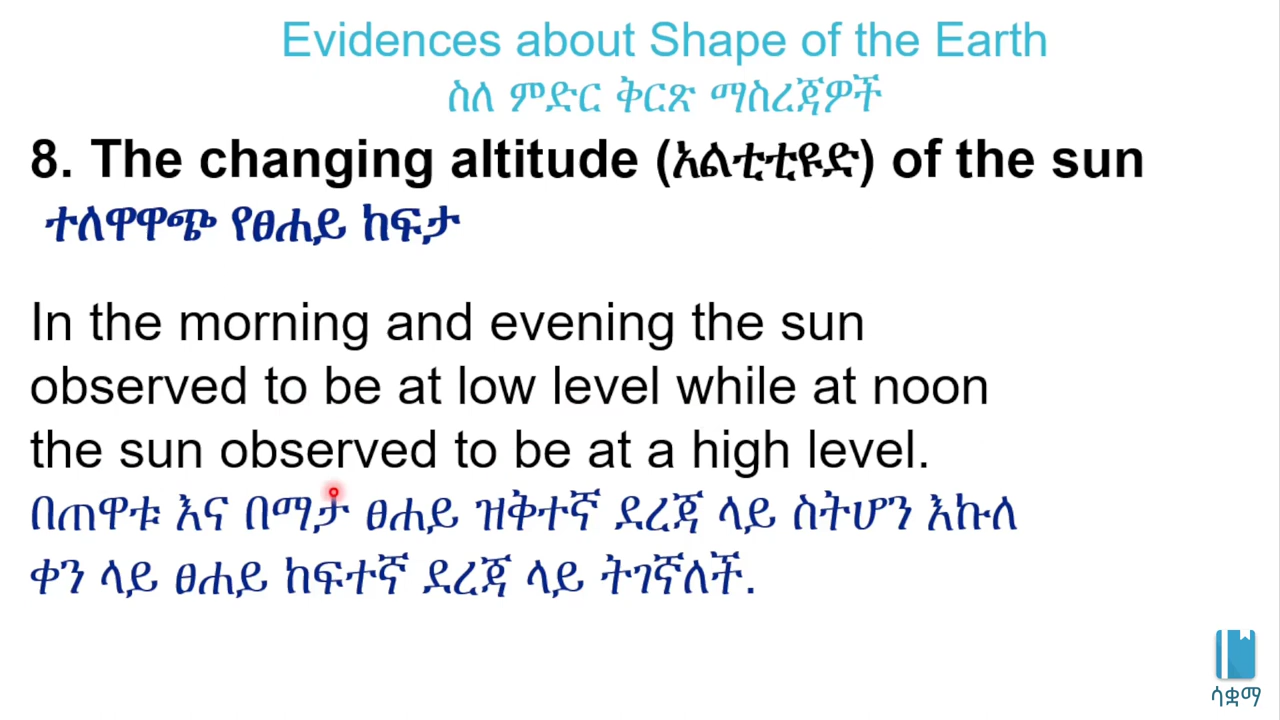 Evidences about Shape of the Earth
ስለ ምድር ቅርጽ ማስረጃዎች
8. The changing altitude (አልቲቲዩድ) of the sun
ተለዋዋጭ የፀሐይ ከፍታ
In the morning and evening the sun
observed to be at low level while at noon
the sun observed to be at a high level.
በጠዋቱ እና በማታ ፀሐይ ዝቅተኛ ደረጃ ላይ ስትሆን እኩለ
ቀን ላይ ፀሐይ ከፍተኛ ደረጃ ላይ ትገኛለች.
ሳቋማ